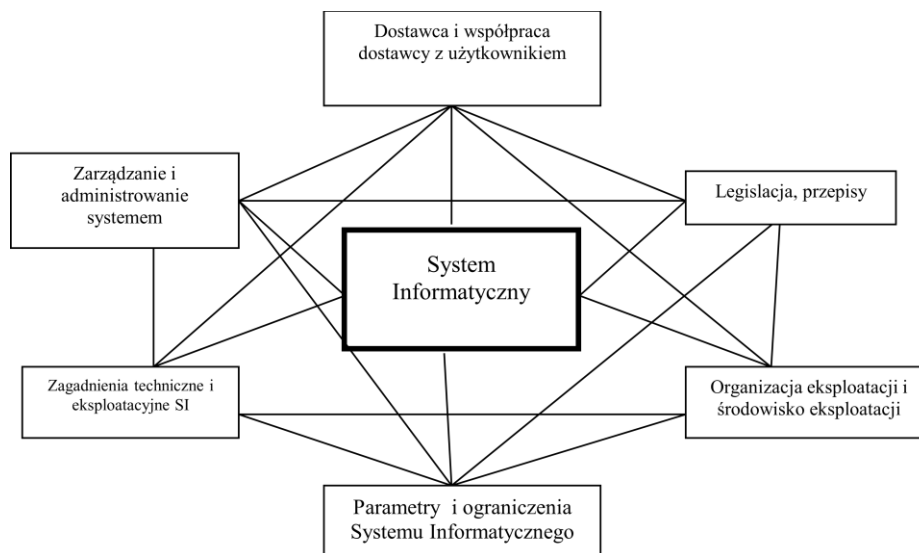 Dostawca i współpraca
dostawcy z użytkownikiem
Zarządzanie i
administrowanie
systemem
Legislacja, przepisy
System
Informatyczny
Zagadnienia techniczne i
eksploatacyjne SI
Organizacja eksploatacji i
środowisko eksploatacji
Parametry i ograniczenia
Systemu Informatycznego